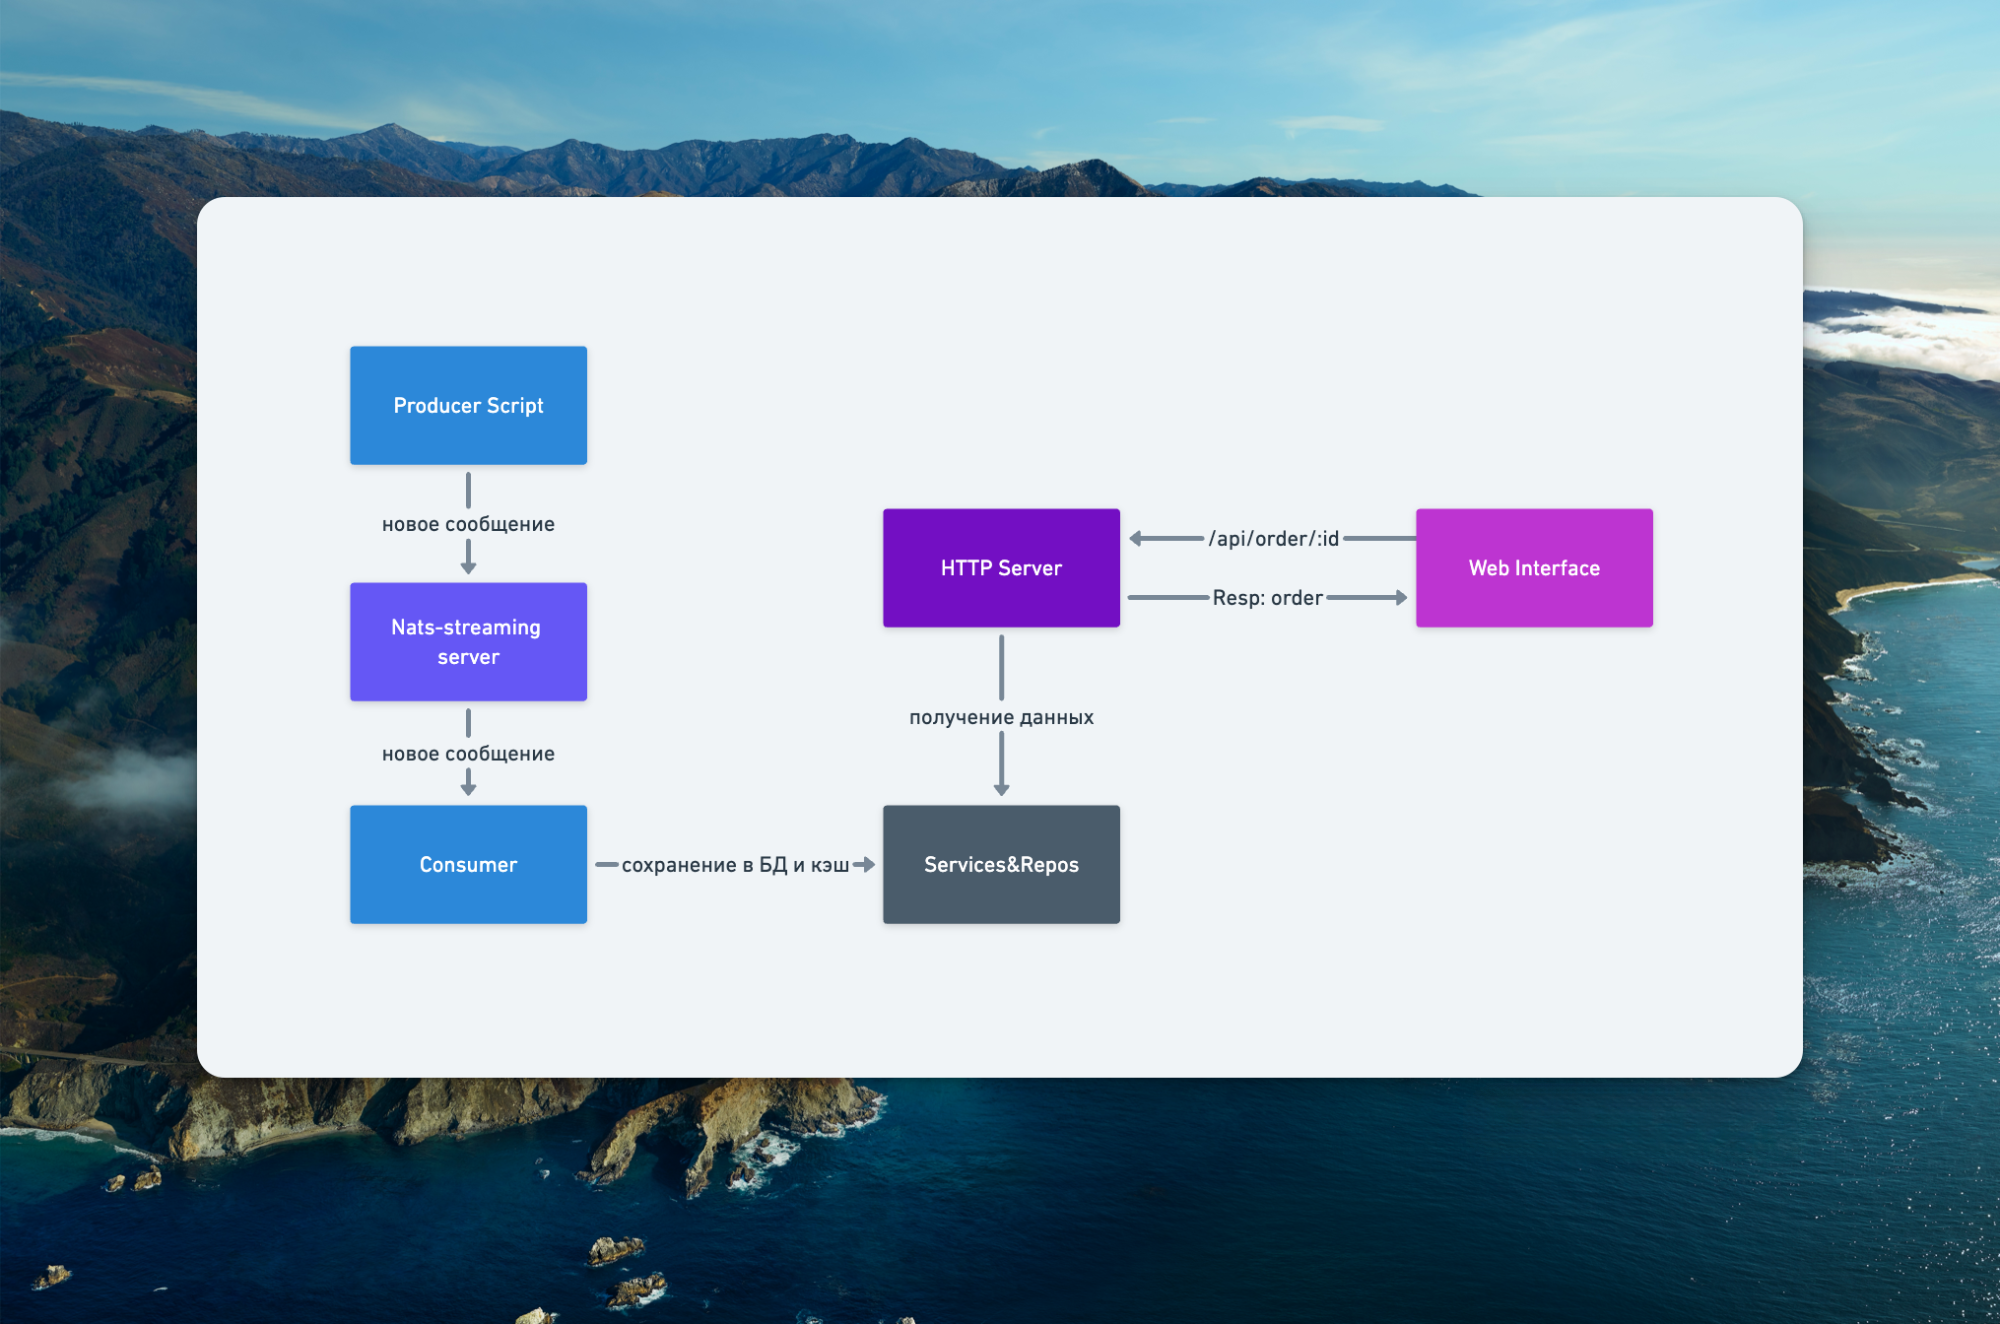 Producer Script
новое сообщение
Nats-streaming
server
новое сообщение
Consumer
сохранение в БД и кэш
HTTP Server
/api/order/:id
Resp: order
Web Interface
получение данных
Services&Repos